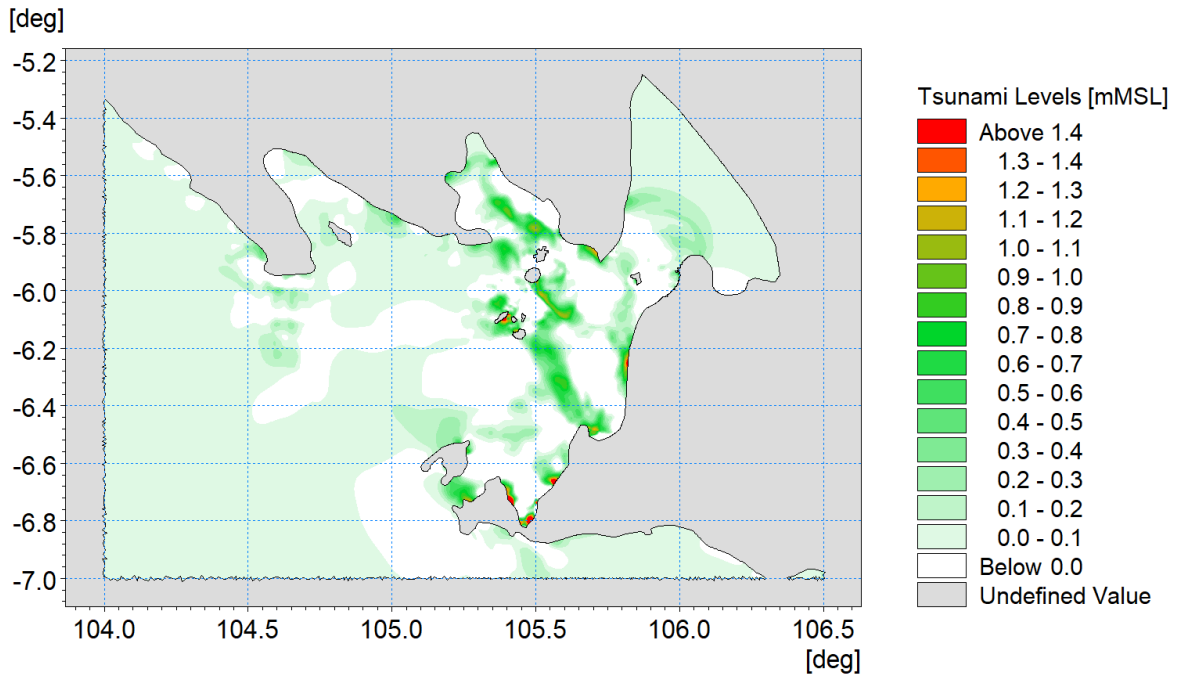 [deg]
-5.2
-5.4
-5.6
-5.8
-6.0
-6.2
-6.4
-6.6
-6.8
-7.0
104.0 104.5 105.0 105.5 106.0 106.5
[deg]
Tsunami Levels [mMSL]
Above 1.4
1.3 - 1.4
1.2 - 1.3
1.1 - 1.2
1.0 - 1.1
0.9 - 1.0
0.8 - 0.9
0.7 - 0.8
0.6 - 0.7
0.5 - 0.6
0.4 - 0.5
0.3 - 0.4
0.2 - 0.3
0.1 - 0.2
0.0 - 0.1
Below 0.0
Undefined Value